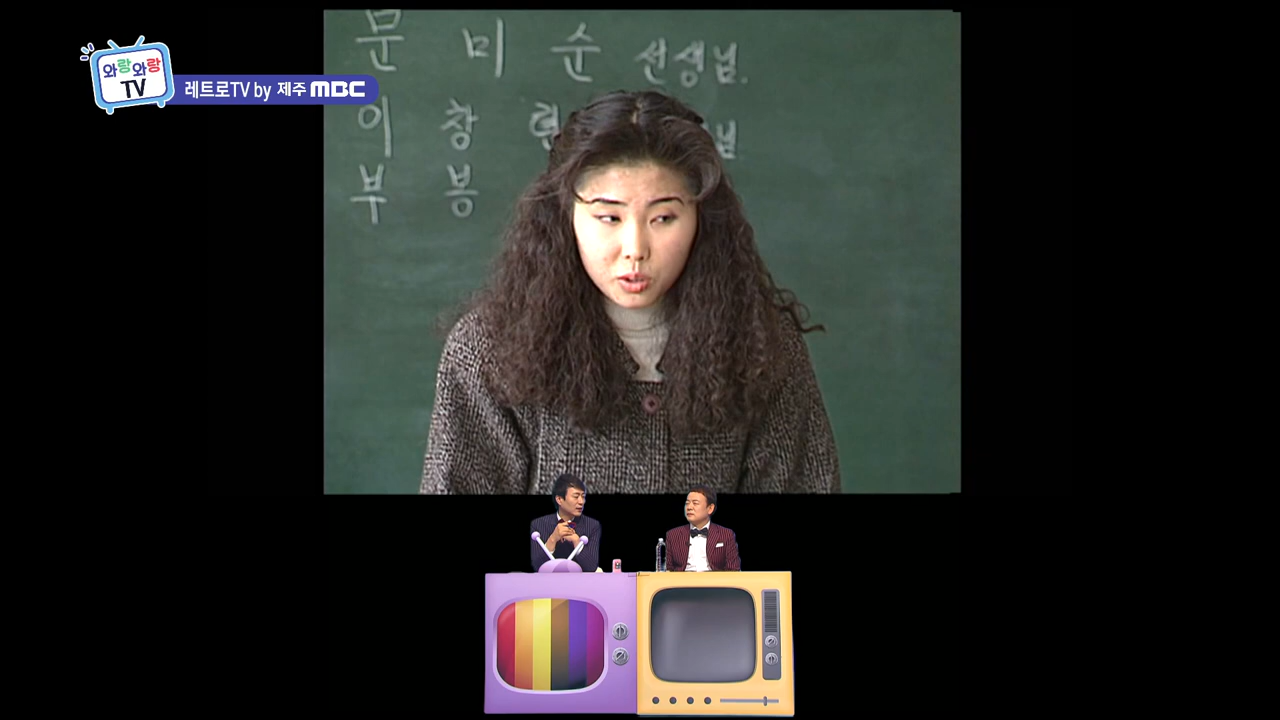 와랑와랑
TV
레트로TV by 제주 MBC
문 미 순 선생님.
이 창 님
부 봉